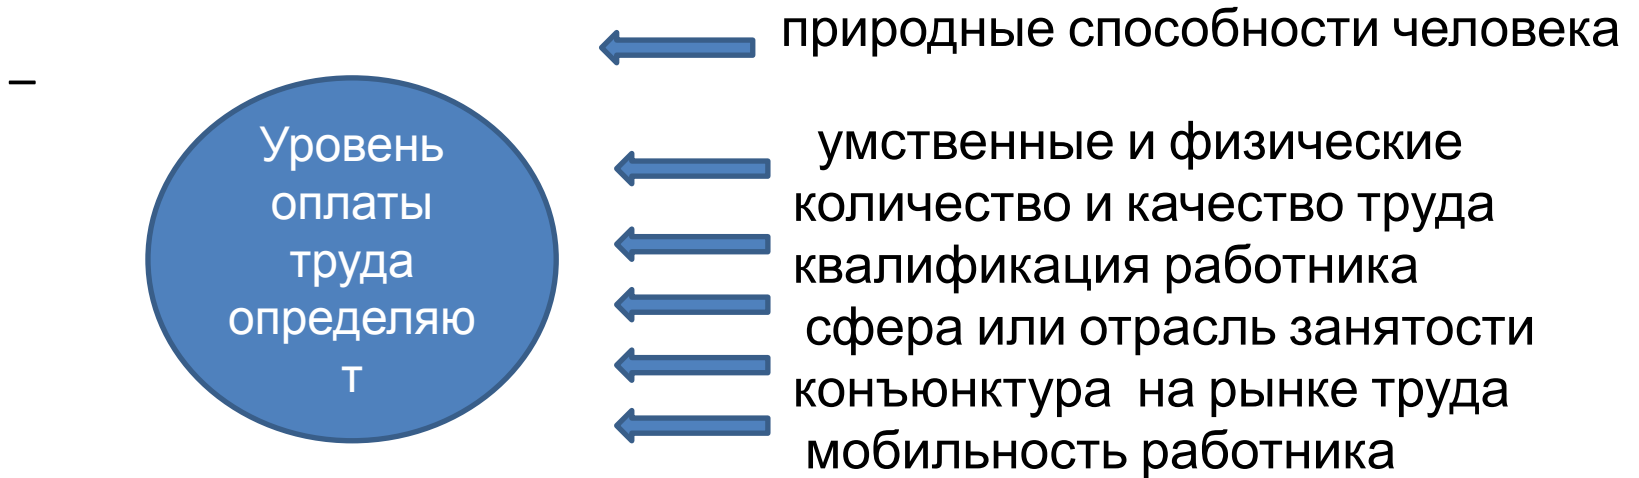 –
Уровень
оплаты
труда
определяю
т
природные способности человека
умственные и физические
количество и качество труда
квалификация работника
сфера или отрасль занятости
конъюнктура  на рынке труда
мобильность работника